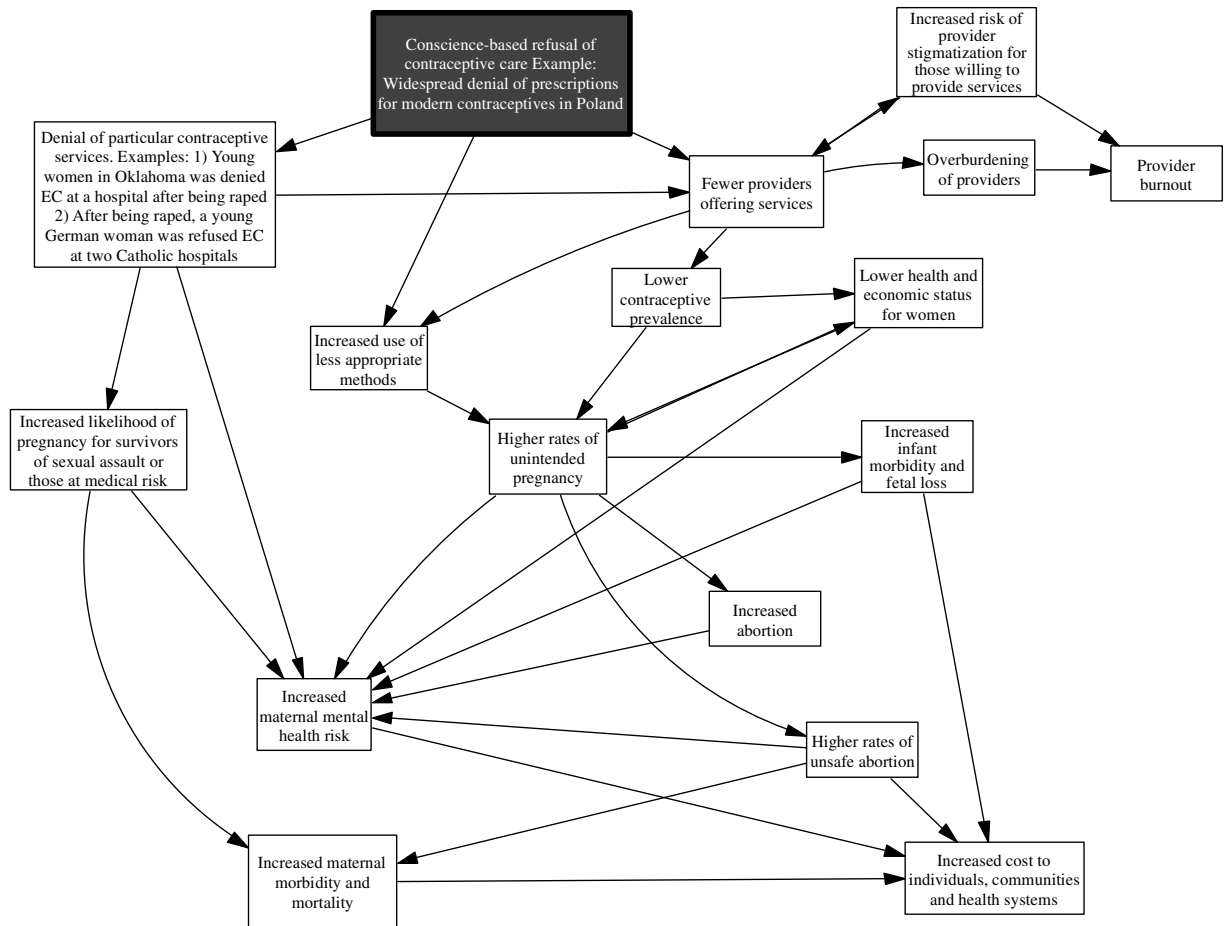 Conscience-based refusal of
contraceptive care Example:
Widespread denial of prescriptions
for modern contraceptives in Poland
Increased risk of
provider
stigmatization for
those willing to
provide services
Denial of particular contraceptive
services. Examples: 1) Young
women in Oklahoma was denied
EC at a hospital after being raped
2) After being raped, a young
German woman was refused EC
at two Catholic hospitals
Fewer providers
offering services
Overburdening
of providers
Provider
burnout
Lower
contraceptive
prevalence
Lower health and
economic status
for women
Increased use of
less appropriate
methods
Increased likelihood of
pregnancy for survivors
of sexual assault or
those at medical risk
Higher rates of
unintended
pregnancy
Increased
infant
morbidity and
fetal loss
Increased
abortion
Increased
maternal mental
health risk
Higher rates of
unsafe abortion
Increased maternal
morbidity and
mortality
Increased cost to
individuals, communities
and health systems